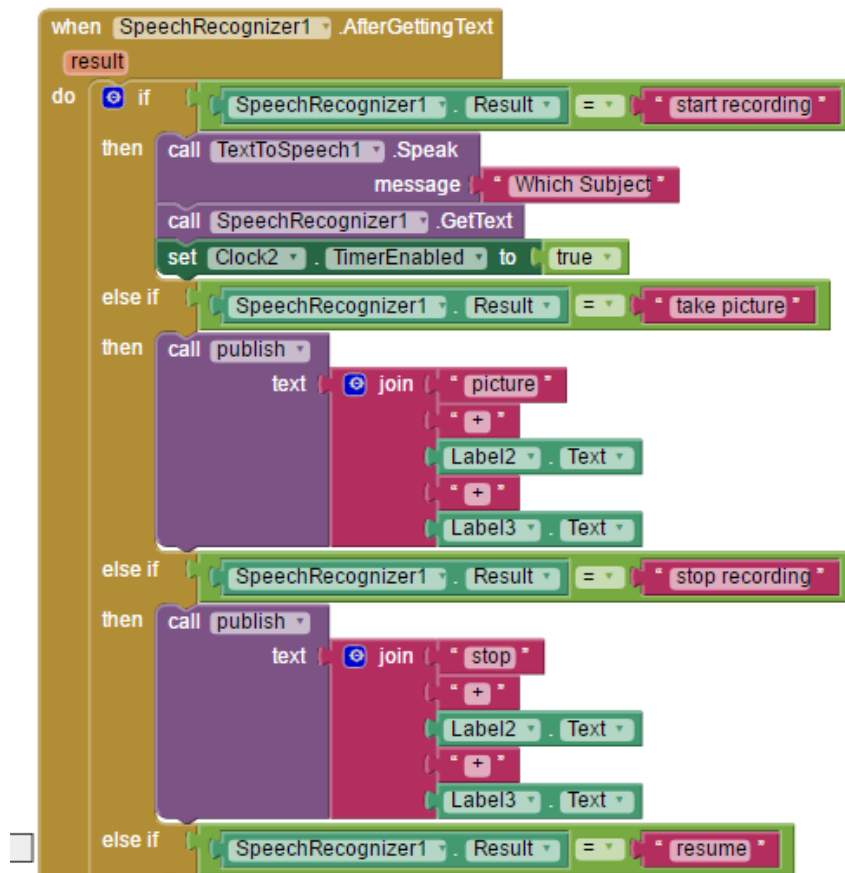 when SpeechRecognizer1 .AfterGettingText
result
do if SpeechRecognizer1 . Result = " start recording "
then call TextToSpeech1 .Speak
message " Which Subject "
call SpeechRecognizer1 .GetText
set Clock2 . TimerEnabled to true
else if SpeechRecognizer1 . Result = " take picture "
then call publish
text join " picture "
" + "
Label2 . Text
" + "
Label3 . Text
else if SpeechRecognizer1 . Result = " stop recording "
then call publish
text join " stop "
" + "
Label2 . Text
" + "
Label3 . Text
else if SpeechRecognizer1 . Result = " resume "